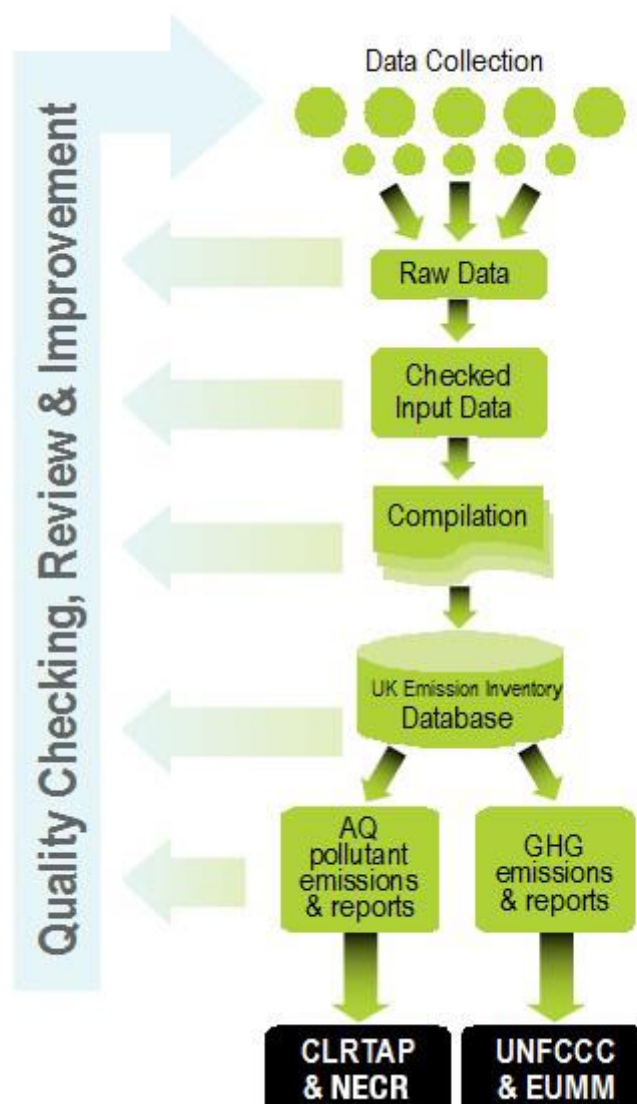 Data Collection
Quality Checking, Review & Improvement
Raw Data
Checked
Input Data
Compilation
UK Emission Inventory
Database
AQ
pollutant
emissions
& reports
GHG
emissions
& reports
CLRTAP
& NECR
UNFCCC
& EUMM